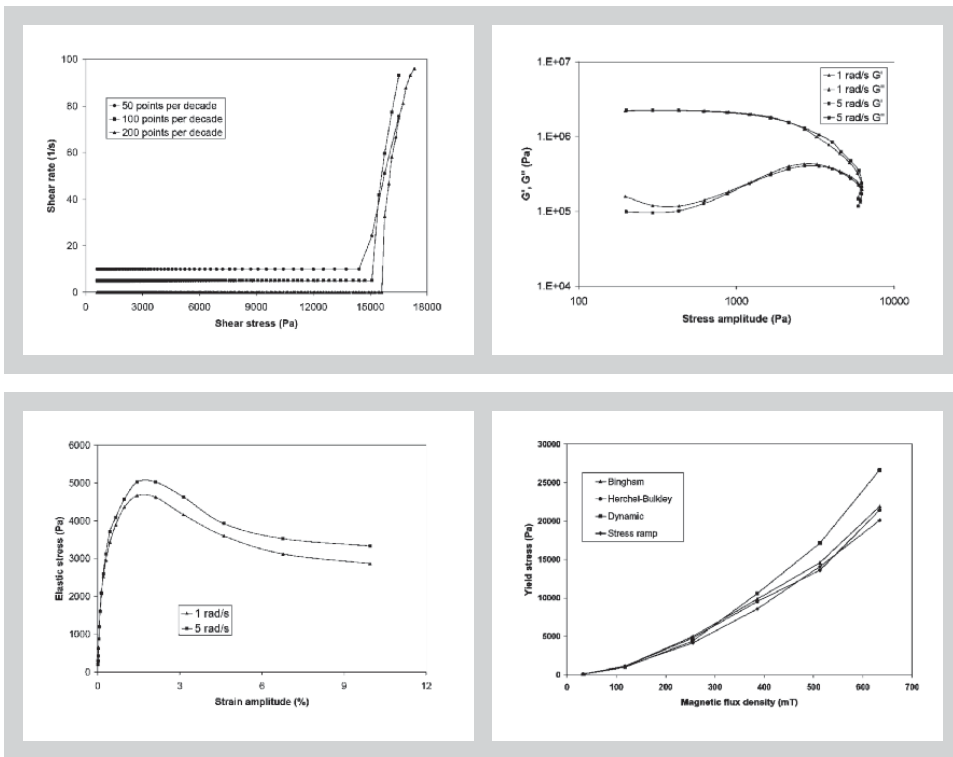 100
80
60
40
20
0
Shear rate (1/s)
50 points per decade
100 points per decade
200 points per decade
0 3000 6000 9000 12000 15000 18000
Shear stress (Pa)
1.E+07
1.E+06
1.E+05
1.E+04
G', G" (Pa)
1 rad/s G'
1 rad/s G"
5 rad/s G'
5 rad/s G"
100 1000 10000
Stress amplitude (Pa)
6000
5000
4000
3000
2000
1000
0
Elastic stress (Pa)
1 rad/s
5 rad/s
0 3 6 9 12
Strain amplitude (%)
30000
25000
20000
15000
10000
5000
0
Yield stress (Pa)
Bingham
Herchel-Bulkley
Dynamic
Stress ramp
0 100 200 300 400 500 600 700
Magnetic flux density (mT)